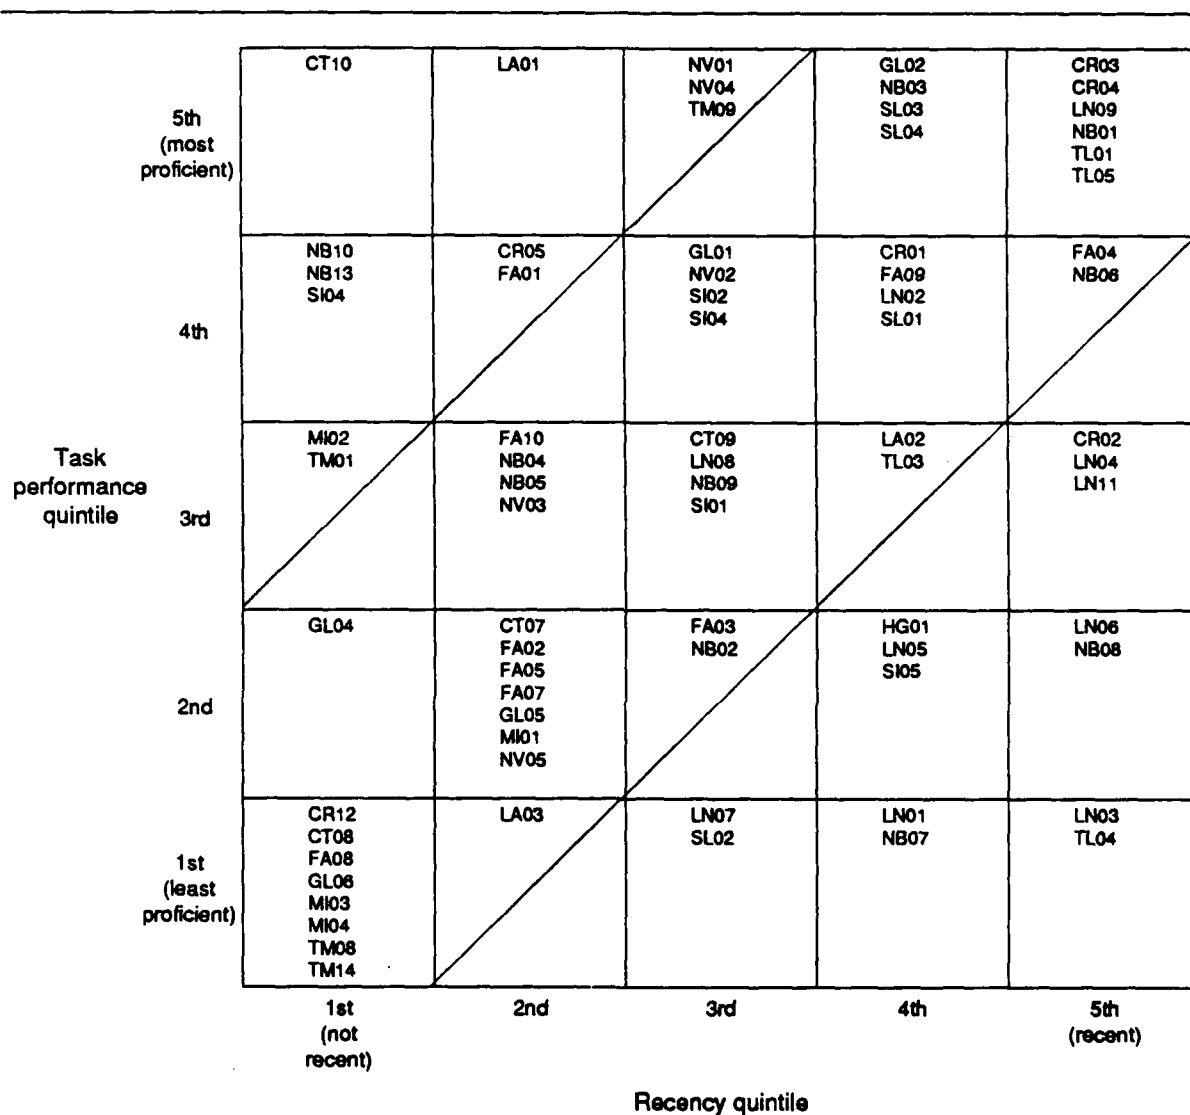 CT10
LA01
NV01
NV04
TM09
GL02
NB03
SL03
SL04
CR03
CR04
LN09
NB01
TL01
TL05
5th
(most
proficient)
NB10
NB13
SI04
CR05
FA01
GL01
NV02
SI02
SI04
CR01
FA09
LN02
SL01
FA04
NB06
4th
Task
performance
quintile
MI02
TM01
FA10
NB04
NB05
NV03
CT09
LN08
NB09
SI01
LA02
TL03
CR02
LN04
LN11
3rd
GL04
CT07
FA02
FA05
FA07
GL05
MI01
NV05
FA03
NB02
HG01
LN05
SI05
LN06
NB08
2nd
CR12
CT08
FA08
GL06
MI03
MI04
TM08
TM14
LA03
LN07
SL02
LN01
NB07
LN03
TL04
1st
(least
proficient)
1st
(not
recent)
2nd
3rd
4th
5th
(recent)
Recency quintile